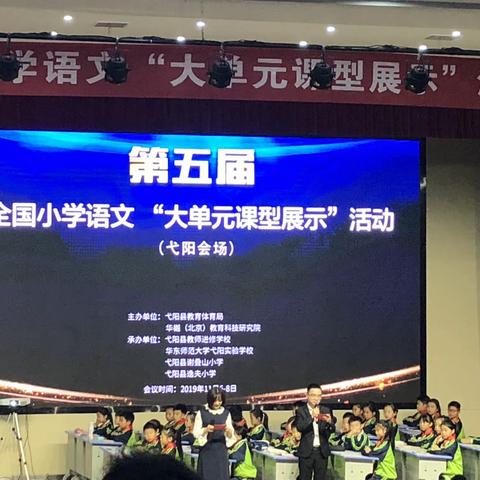 学语文“大单元课型展示”
第五届
全国小学语文“大单元课型展示”活动
（弋阳会场）
主办单位：弋阳县教育体育局
华樾（北京）教育科技研究院
承办单位：弋阳县教师进修学校
华东师范大学弋阳实验学校
弋阳县谢叠山小学
弋阳县逸夫小学
会议时间：2019年11月6-8日